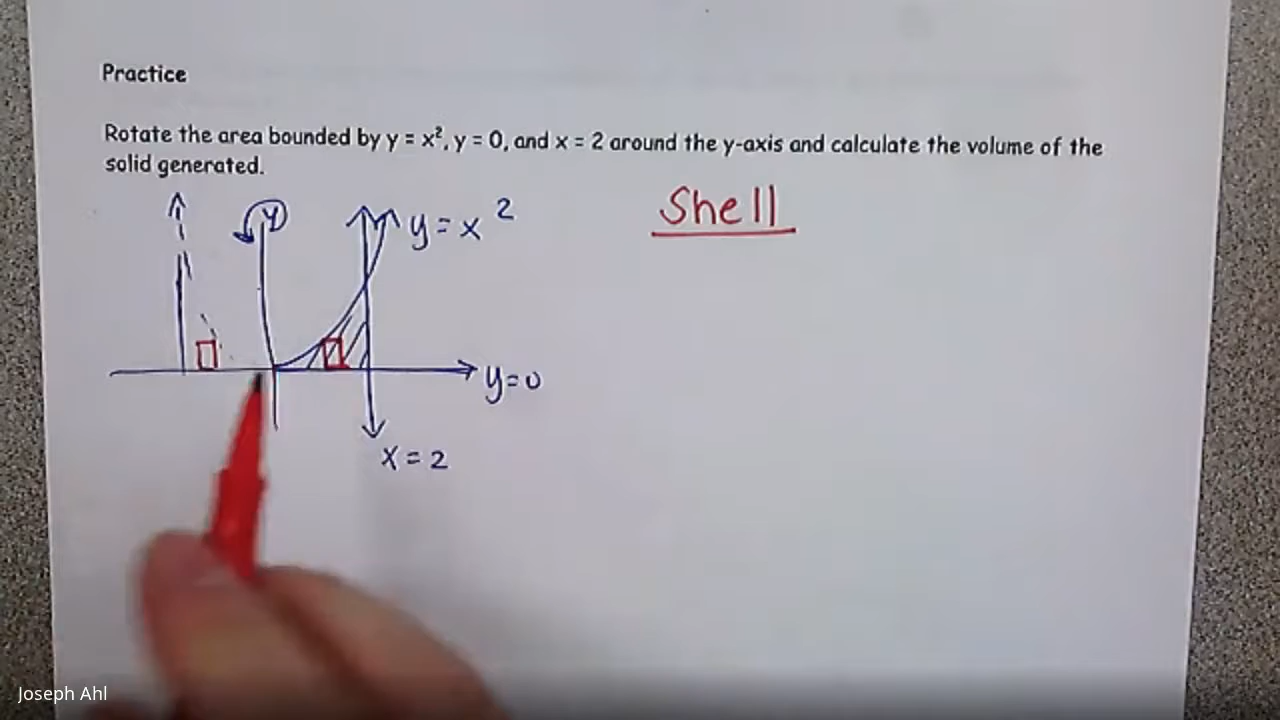 Practice
Rotate the area bounded by y = x², y = 0, and x = 2 around the y-axis and calculate the volume of the
solid generated.
Shell
y
y = x²
y=0
x = 2
Joseph Ahl